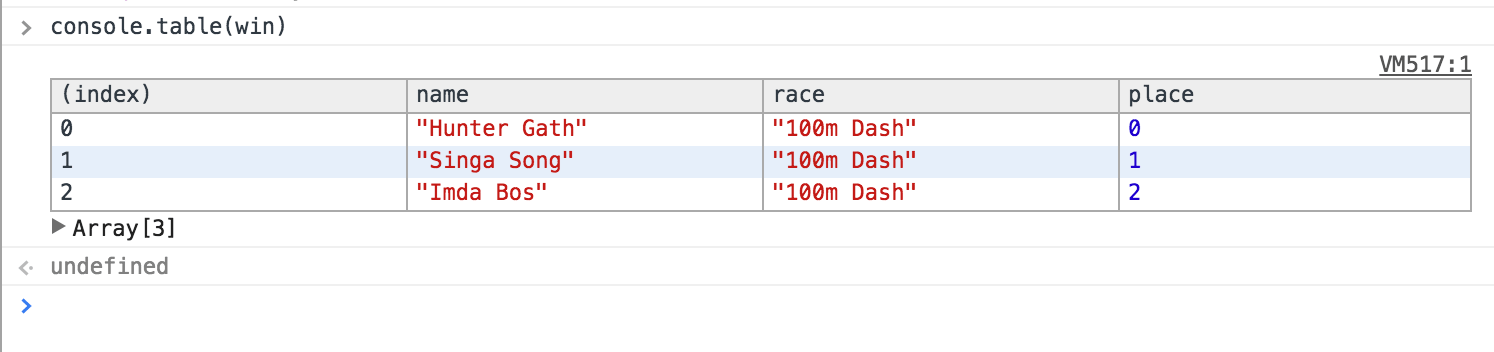 console.table(win)
VM517:1
(index) name race place
0 "Hunter Gath" "100m Dash" 0
1 "Singa Song" "100m Dash" 1
2 "Imda Bos" "100m Dash" 2
Array[3]
undefined